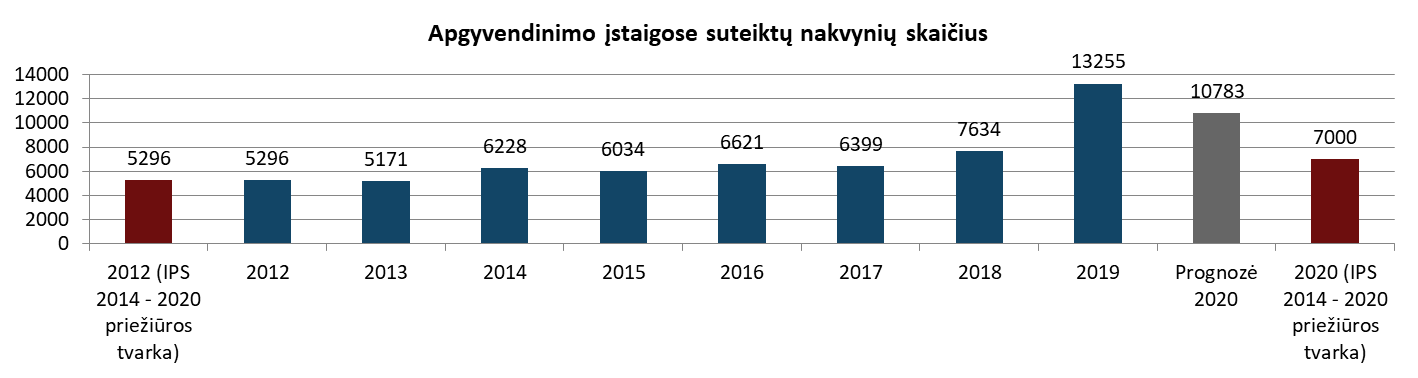 Apgyvendinimo įstaigose suteiktų nakvynių skaičius
14000
12000
10000
8000
6000
4000
2000
0
5296
5296
5171
6228
6034
6621
6399
7634
13255
10783
7000
2012 (IPS
2014 - 2020
priežiūros
tvarka)
2012
2013
2014
2015
2016
2017
2018
2019
Prognozė
2020
2020 (IPS
2014 - 2020
priežiūros
tvarka)